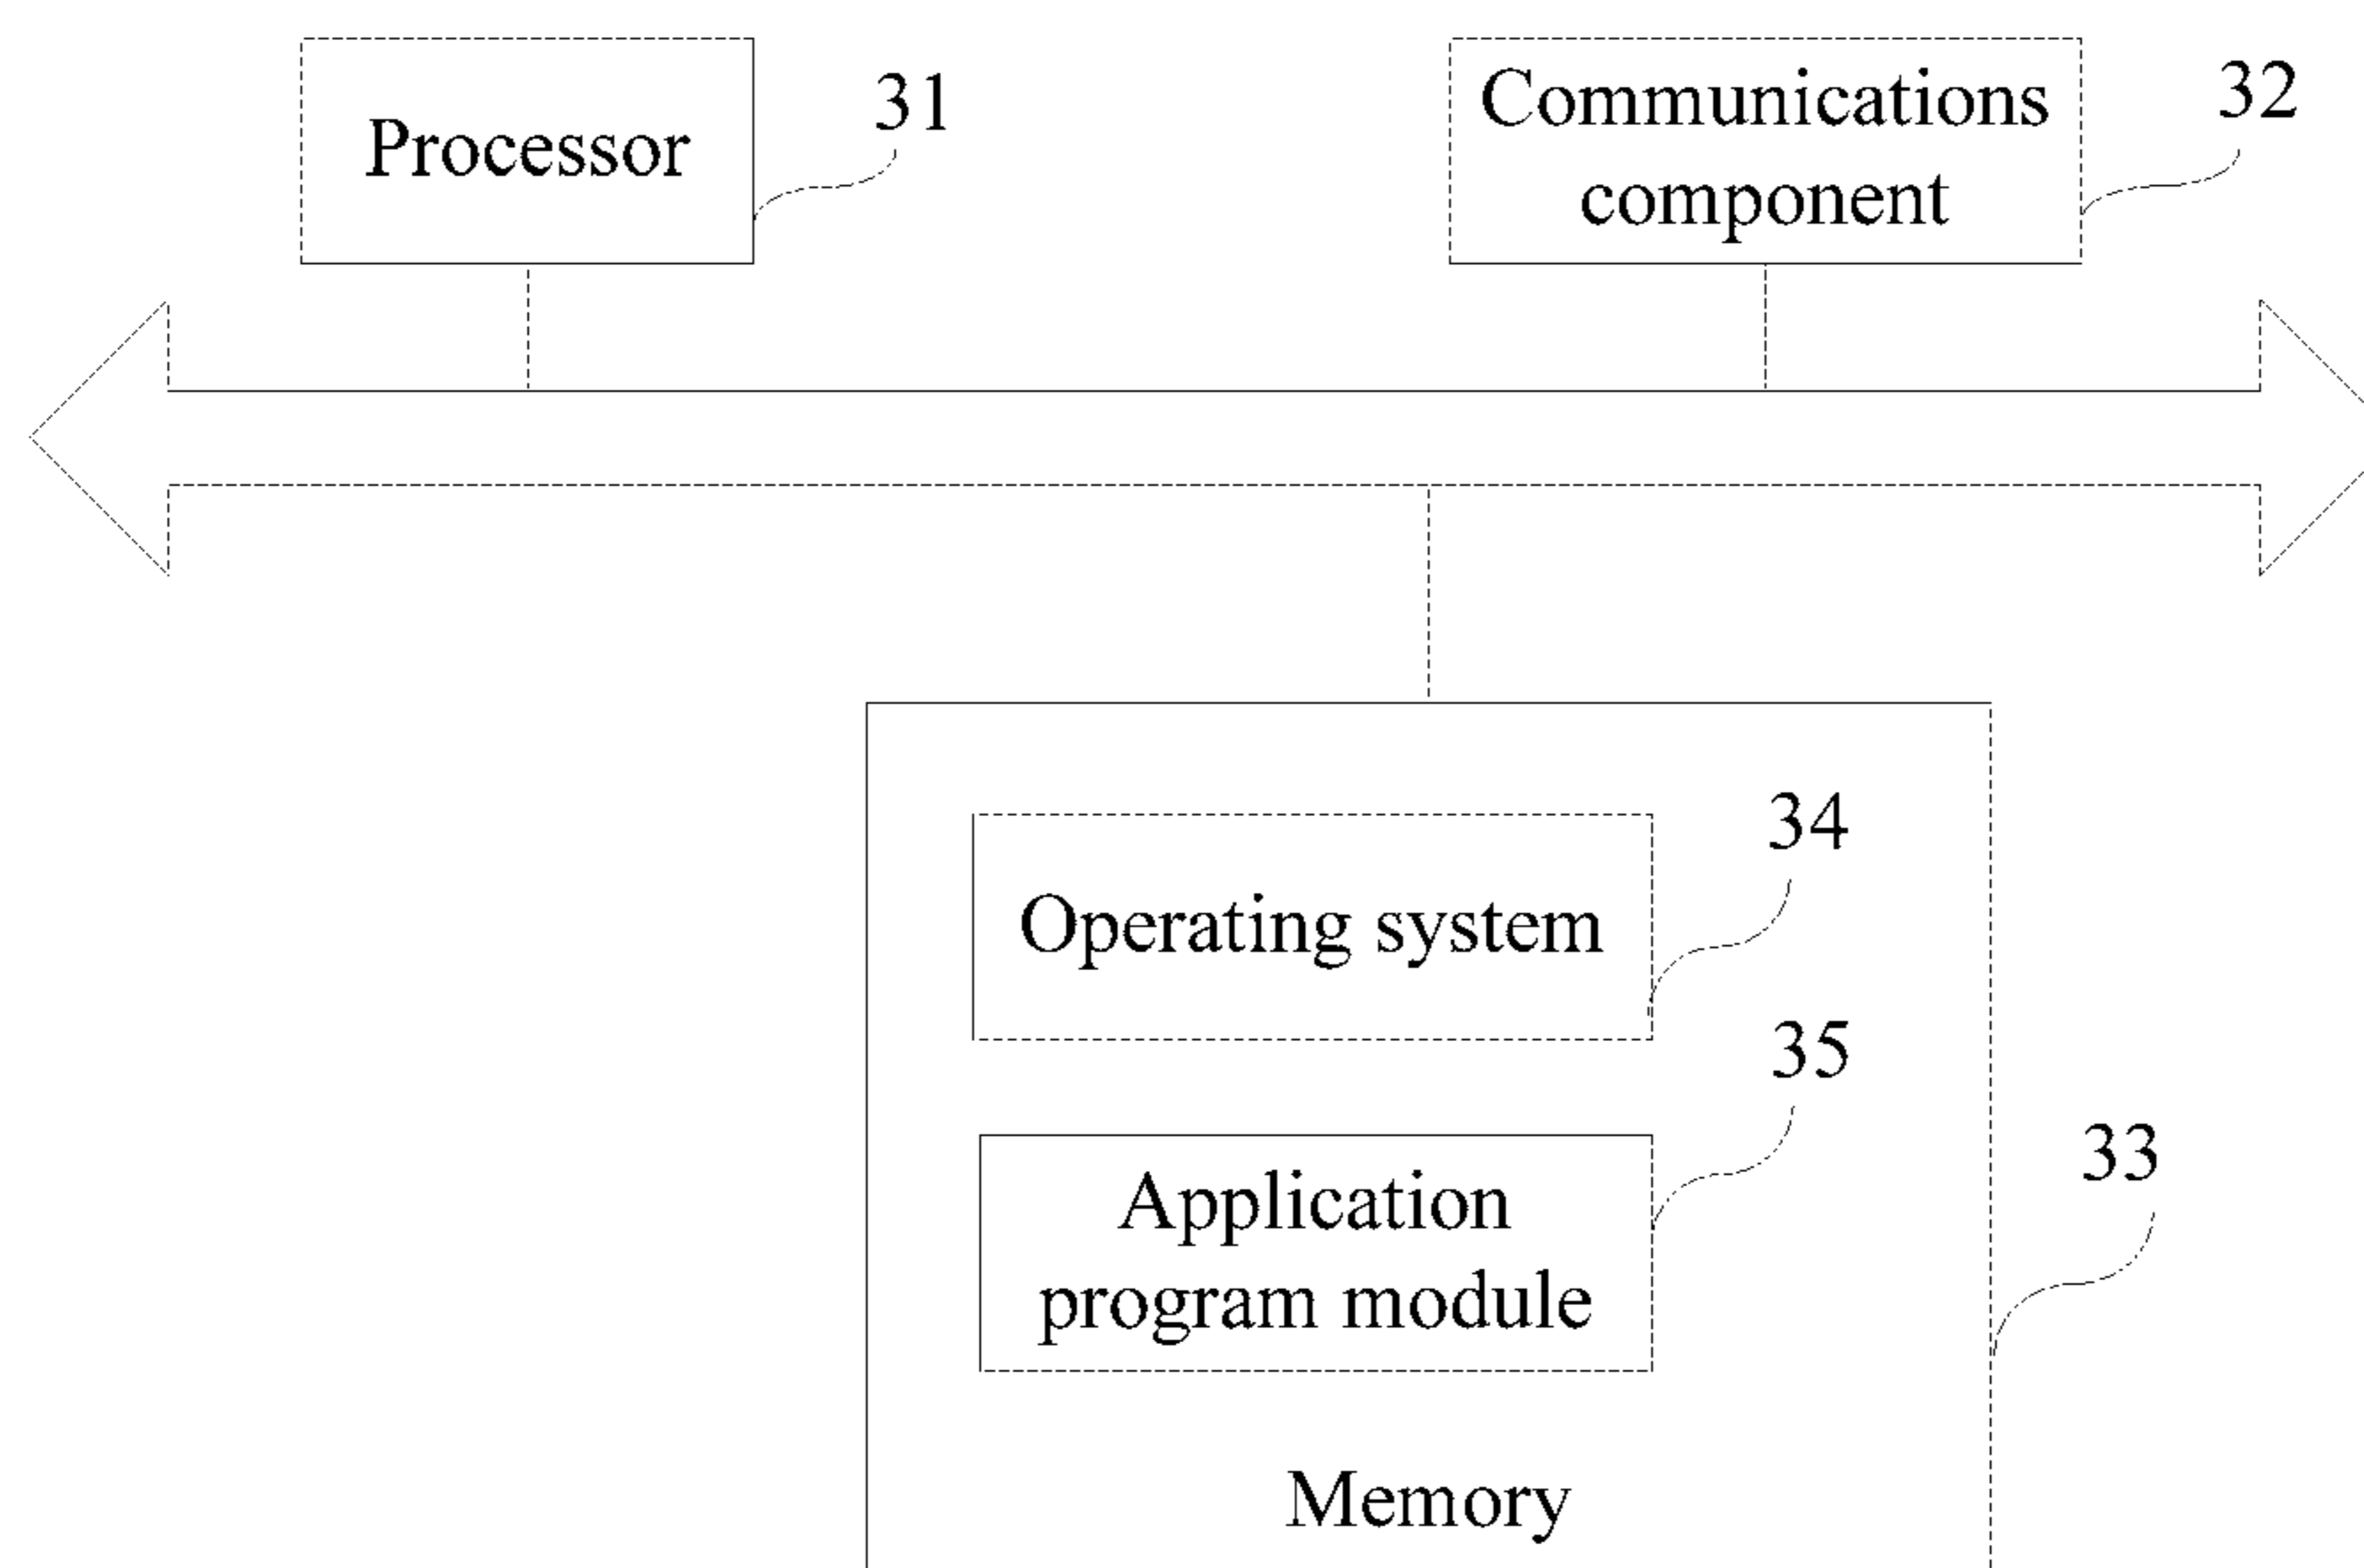 Processor
31
Communications
component
32
Operating system
34
Application
program module
35
33
Memory